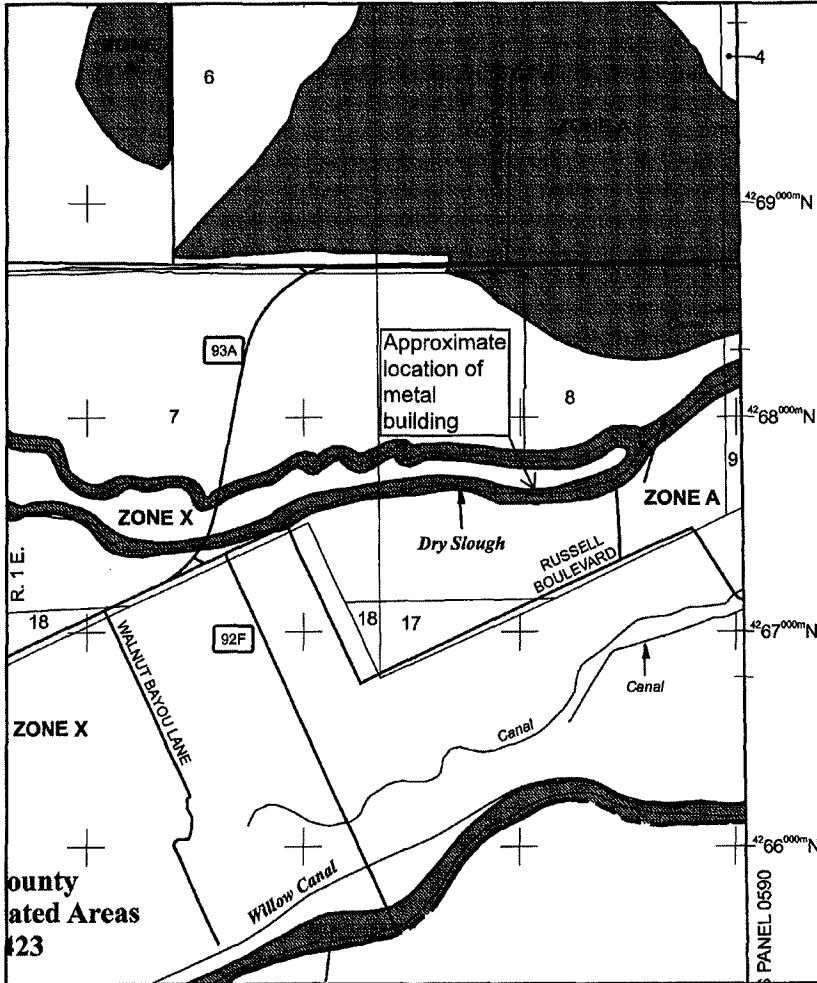 6
4
ZONE A
4269000mN
93A
Approximate
location of
metal
building
8
7
4268000mN
9
ZONE X
ZONE A
Dry Slough
RUSSELL
BOULEVARD
R. 1 E.
18
18
17
4267000mN
92F
WALNUT BAYOU LANE
Canal
ZONE X
Canal
4266000mN
Willow Canal
ounty
ated Areas
423
PANEL 0590